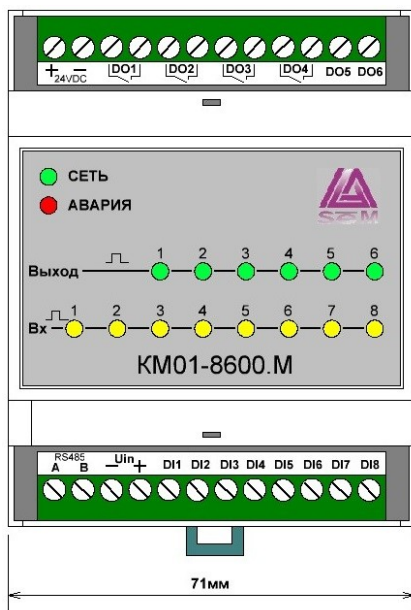 + − DO1 DO2 DO3 DO4 DO5 DO6
24VDC
СЕТЬ
АВАРИЯ
SЭM
1 2 3 4 5 6
Выход
1 2 3 4 5 6 7 8
Вх
КМ01-8600.М
RS485 Uin
A B − + DI1 DI2 DI3 DI4 DI5 DI6 DI7 DI8
71мм